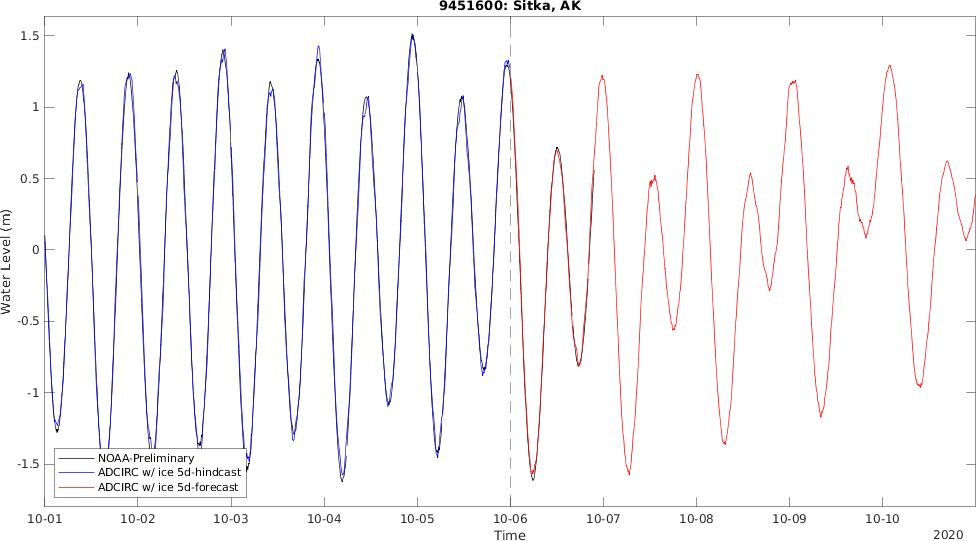 9451600: Sitka, AK
1.5
1
0.5
0
-0.5
-1
-1.5
Water Level (m)
NOAA-Preliminary
ADCIRC w/ ice 5d-hindcast
ADCIRC w/ ice 5d-forecast
10-01 10-02 10-03 10-04 10-05 10-06 10-07 10-08 10-09 10-10
Time
2020